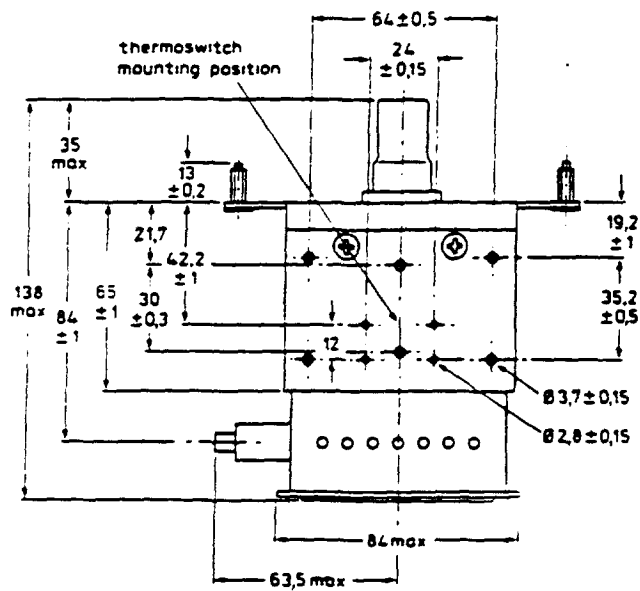 64±0,5
thermoswitch
mounting position
24
±0,15
35
max
13
±0,2
19,2
±1
21,7
42,2
±1
138
max
84
±1
65
±1
30
±0,3
35,2
±0,5
12
Ø3,7±0,15
Ø2,8±0,15
84max
63,5max